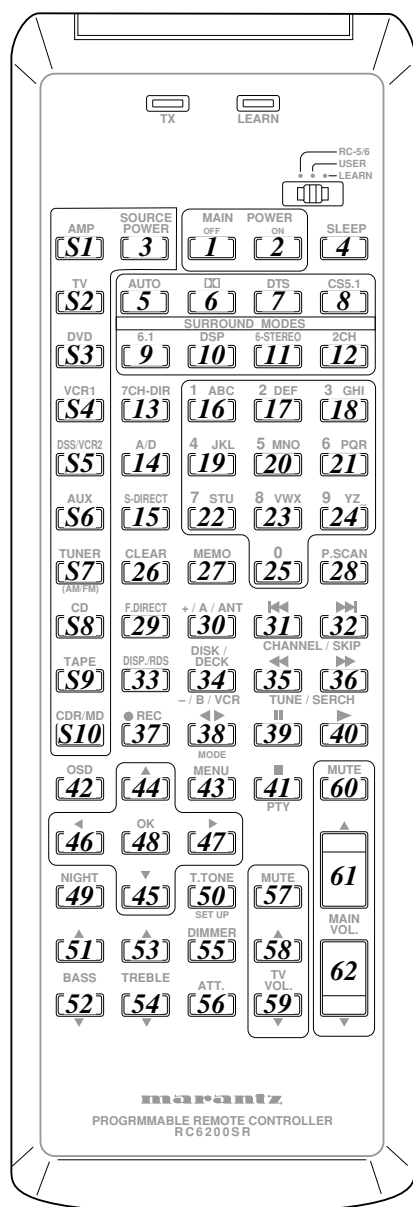 TX LEARN
RC-5/6
USER
LEARN
AMP SOURCE POWER MAIN POWER SLEEP
OFF ON
S1 3 1 2 4
TV AUTO DTS CS5.1
S2 5 6 7 8
SURROUND MODES
DVD 6.1 DSP 6-STEREO 2CH
S3 9 10 11 12
VCR1 7CH-DIR 1 ABC 2 DEF 3 GHI
S4 13 16 17 18
DSS/VCR2 A/D 4 JKL 5 MNO 6 PQR
S5 14 19 20 21
AUX S-DIRECT 7 STU 8 VWX 9 YZ_
S6 15 22 23 24
TUNER CLEAR MEMO 0 P.SCAN
S7 26 27 25 28
(AM/FM)
CD F.DIRECT + / A / ANT
S8 29 30 31 32
TAPE DISP./RDS DISK / DECK CHANNEL / SKIP
S9 33 34 35 36
CDR/MD REC – / B / VCR TUNE / SERCH
S10 37 38 39 40
MODE
OSD MENU MUTE
42 44 43 41 60
PTY
OK
46 48 47 61
NIGHT T.TONE MUTE
49 45 50 57
SET UP
MAIN VOL.
DIMMER
51 53 55 58 62
BASS TREBLE ATT. TV VOL.
52 54 56 59
marantz
PROGRMMABLE REMOTE CONTROLLER
RC6200SR